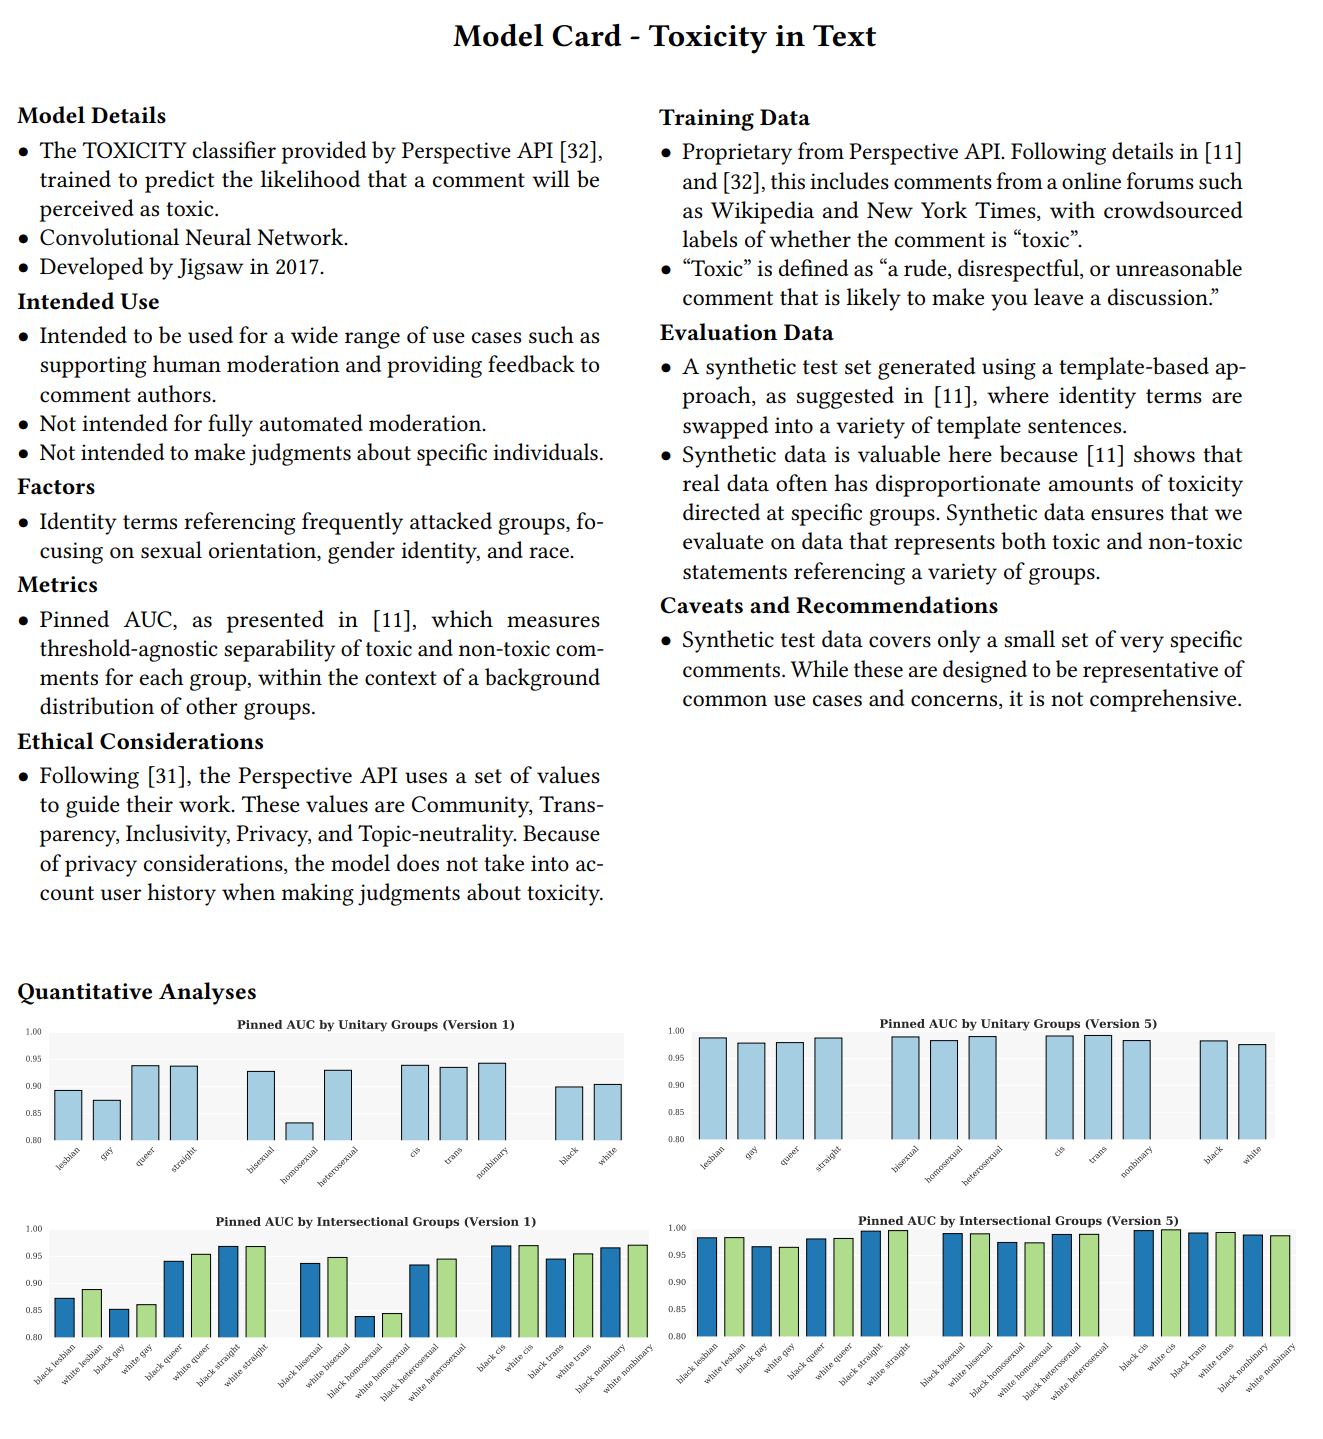 Model Card - Toxicity in Text
Model Details
• The TOXICITY classifier provided by Perspective API [32],
trained to predict the likelihood that a comment will be
perceived as toxic.
• Convolutional Neural Network.
• Developed by Jigsaw in 2017.
Intended Use
• Intended to be used for a wide range of use cases such as
supporting human moderation and providing feedback to
comment authors.
• Not intended for fully automated moderation.
• Not intended to make judgments about specific individuals.
Factors
• Identity terms referencing frequently attacked groups, fo-
cusing on sexual orientation, gender identity, and race.
Metrics
• Pinned AUC, as presented in [11], which measures
threshold-agnostic separability of toxic and non-toxic com-
ments for each group, within the context of a background
distribution of other groups.
Ethical Considerations
• Following [31], the Perspective API uses a set of values
to guide their work. These values are Community, Trans-
parency, Inclusivity, Privacy, and Topic-neutrality. Because
of privacy considerations, the model does not take into ac-
count user history when making judgments about toxicity.
Training Data
• Proprietary from Perspective API. Following details in [11]
and [32], this includes comments from a online forums such
as Wikipedia and New York Times, with crowdsourced
labels of whether the comment is “toxic”.
• “Toxic” is defined as “a rude, disrespectful, or unreasonable
comment that is likely to make you leave a discussion.”
Evaluation Data
• A synthetic test set generated using a template-based ap-
proach, as suggested in [11], where identity terms are
swapped into a variety of template sentences.
• Synthetic data is valuable here because [11] shows that
real data often has disproportionate amounts of toxicity
directed at specific groups. Synthetic data ensures that we
evaluate on data that represents both toxic and non-toxic
statements referencing a variety of groups.
Caveats and Recommendations
• Synthetic test data covers only a small set of very specific
comments. While these are designed to be representative of
common use cases and concerns, it is not comprehensive.
Quantitative Analyses
Pinned AUC by Unitary Groups (Version 1)
1.00
0.95
0.90
0.85
0.80
lesbian
gay
queer
straight
bisexual
homosexual
heterosexual
cis
trans
nonbinary
black
white
Pinned AUC by Unitary Groups (Version 5)
1.00
0.95
0.90
0.85
0.80
lesbian
gay
queer
straight
bisexual
homosexual
heterosexual
cis
trans
nonbinary
black
white
Pinned AUC by Intersectional Groups (Version 1)
1.00
0.95
0.90
0.85
0.80
black lesbian
white lesbian
black gay
white gay
black queer
white queer
black straight
white straight
black bisexual
white bisexual
black homosexual
white homosexual
black heterosexual
white heterosexual
black cis
white cis
black trans
white trans
black nonbinary
white nonbinary
Pinned AUC by Intersectional Groups (Version 5)
1.00
0.95
0.90
0.85
0.80
black lesbian
white lesbian
black gay
white gay
black queer
white queer
black straight
white straight
black bisexual
white bisexual
black homosexual
white homosexual
black heterosexual
white heterosexual
black cis
white cis
black trans
white trans
black nonbinary
white nonbinary